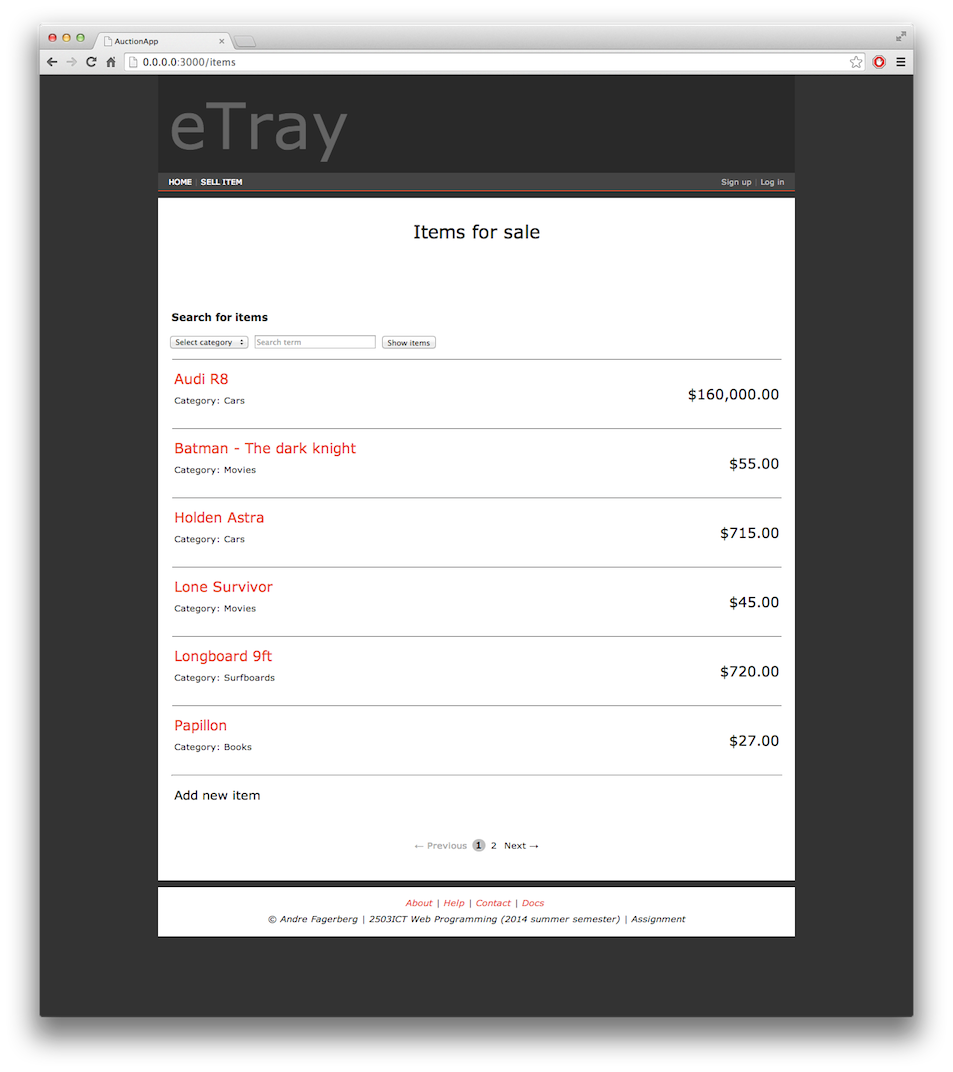 AuctionApp
0.0.0.0:3000/items
eTray
HOME | SELL ITEM Sign up | Log in
Items for sale
Search for items
Select category Search term Show items
Audi R8
$160,000.00
Category: Cars
Batman - The dark knight
$55.00
Category: Movies
Holden Astra
$715.00
Category: Cars
Lone Survivor
$45.00
Category: Movies
Longboard 9ft
$720.00
Category: Surfboards
Papillon
$27.00
Category: Books
Add new item
← Previous 1 2 Next →
About | Help | Contact | Docs
© Andre Fagerberg | 2503ICT Web Programming (2014 summer semester) | Assignment